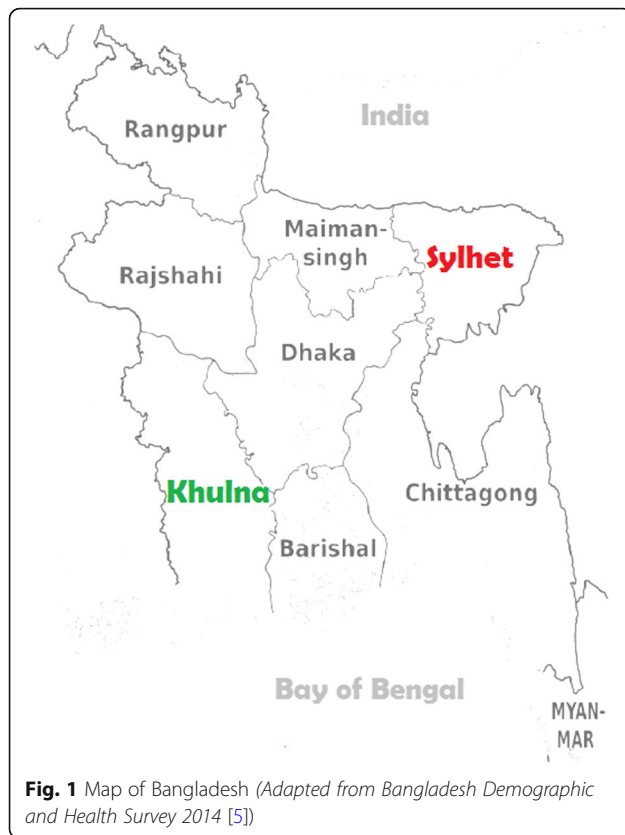 India
Rangpur
Maiman-
singh
Sylhet
Rajshahi
Dhaka
Khulna
Chittagong
Barishal
Bay of Bengal
MYAN-
MAR
Fig. 1 Map of Bangladesh (Adapted from Bangladesh Demographic
and Health Survey 2014 [5])